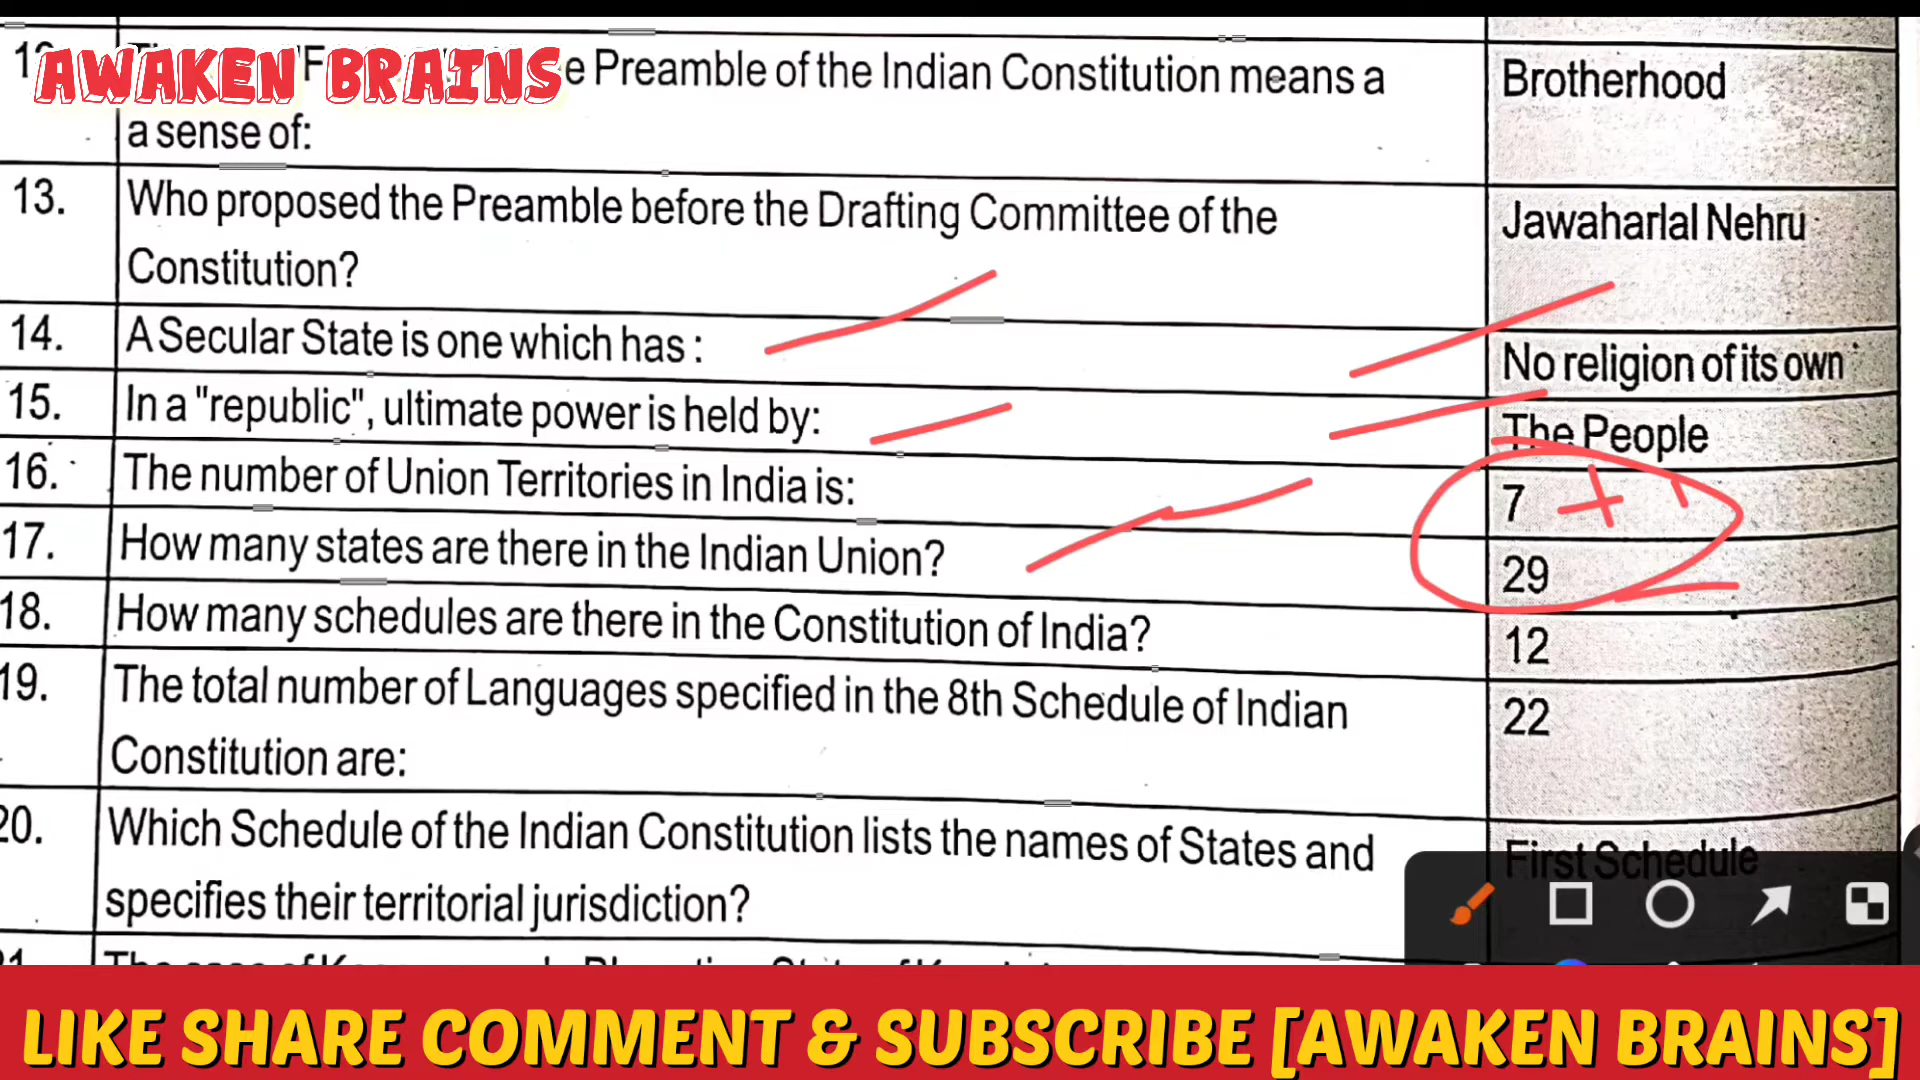 AWAKEN BRAINS
e Preamble of the Indian Constitution means a
a sense of:
Brotherhood
13. Who proposed the Preamble before the Drafting Committee of the
Constitution?
Jawaharlal Nehru
14. A Secular State is one which has :
No religion of its own
15. In a "republic", ultimate power is held by:
The People
16. The number of Union Territories in India is:
7 +
17. How many states are there in the Indian Union?
29
18. How many schedules are there in the Constitution of India?
12
19. The total number of Languages specified in the 8th Schedule of Indian
Constitution are:
22
20. Which Schedule of the Indian Constitution lists the names of States and
specifies their territorial jurisdiction?
First Schedule
LIKE SHARE COMMENT & SUBSCRIBE [AWAKEN BRAINS]